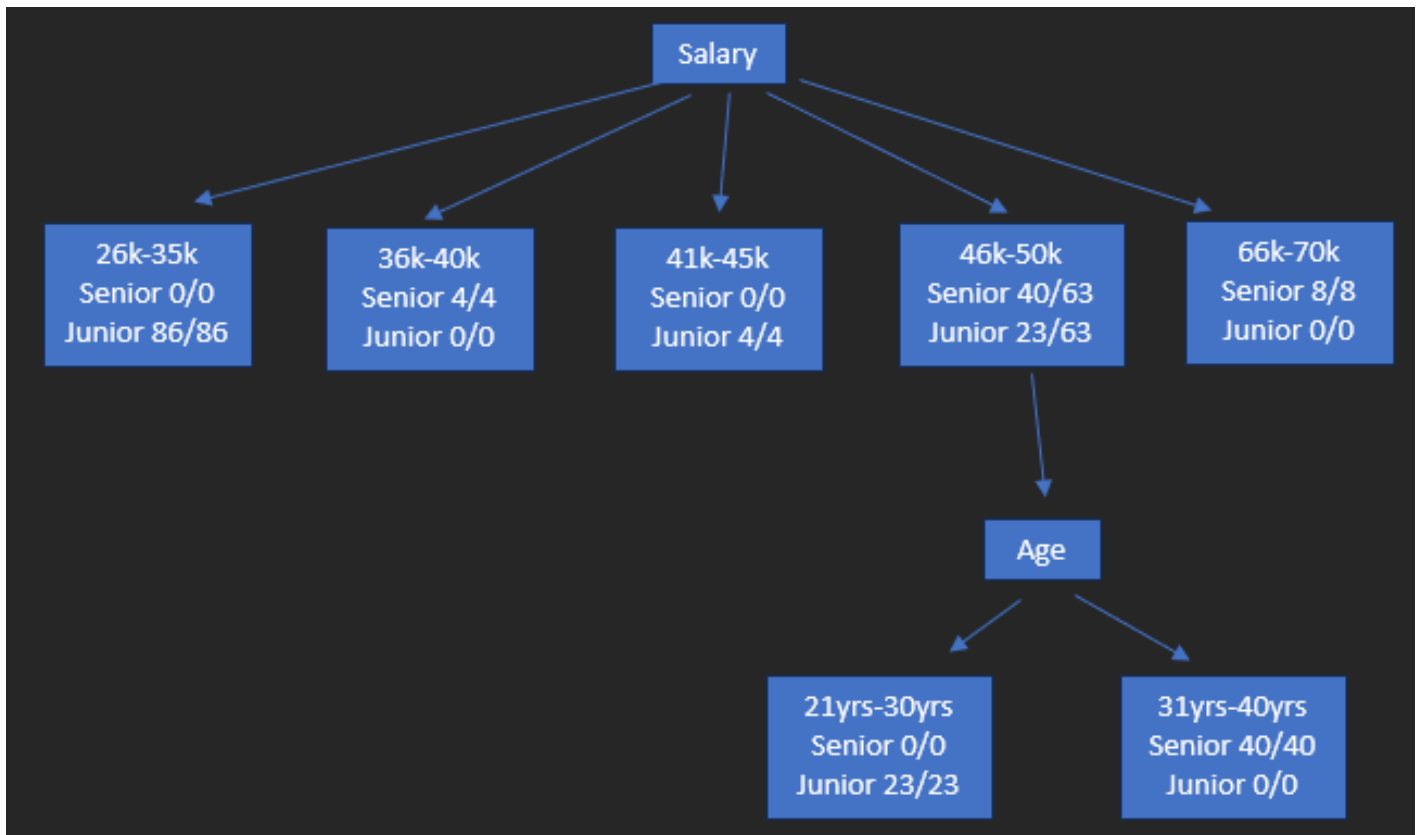 Salary
26k-35k
Senior 0/0
Junior 86/86
36k-40k
Senior 4/4
Junior 0/0
41k-45k
Senior 0/0
Junior 4/4
46k-50k
Senior 40/63
Junior 23/63
66k-70k
Senior 8/8
Junior 0/0
Age
21yrs-30yrs
Senior 0/0
Junior 23/23
31yrs-40yrs
Senior 40/40
Junior 0/0